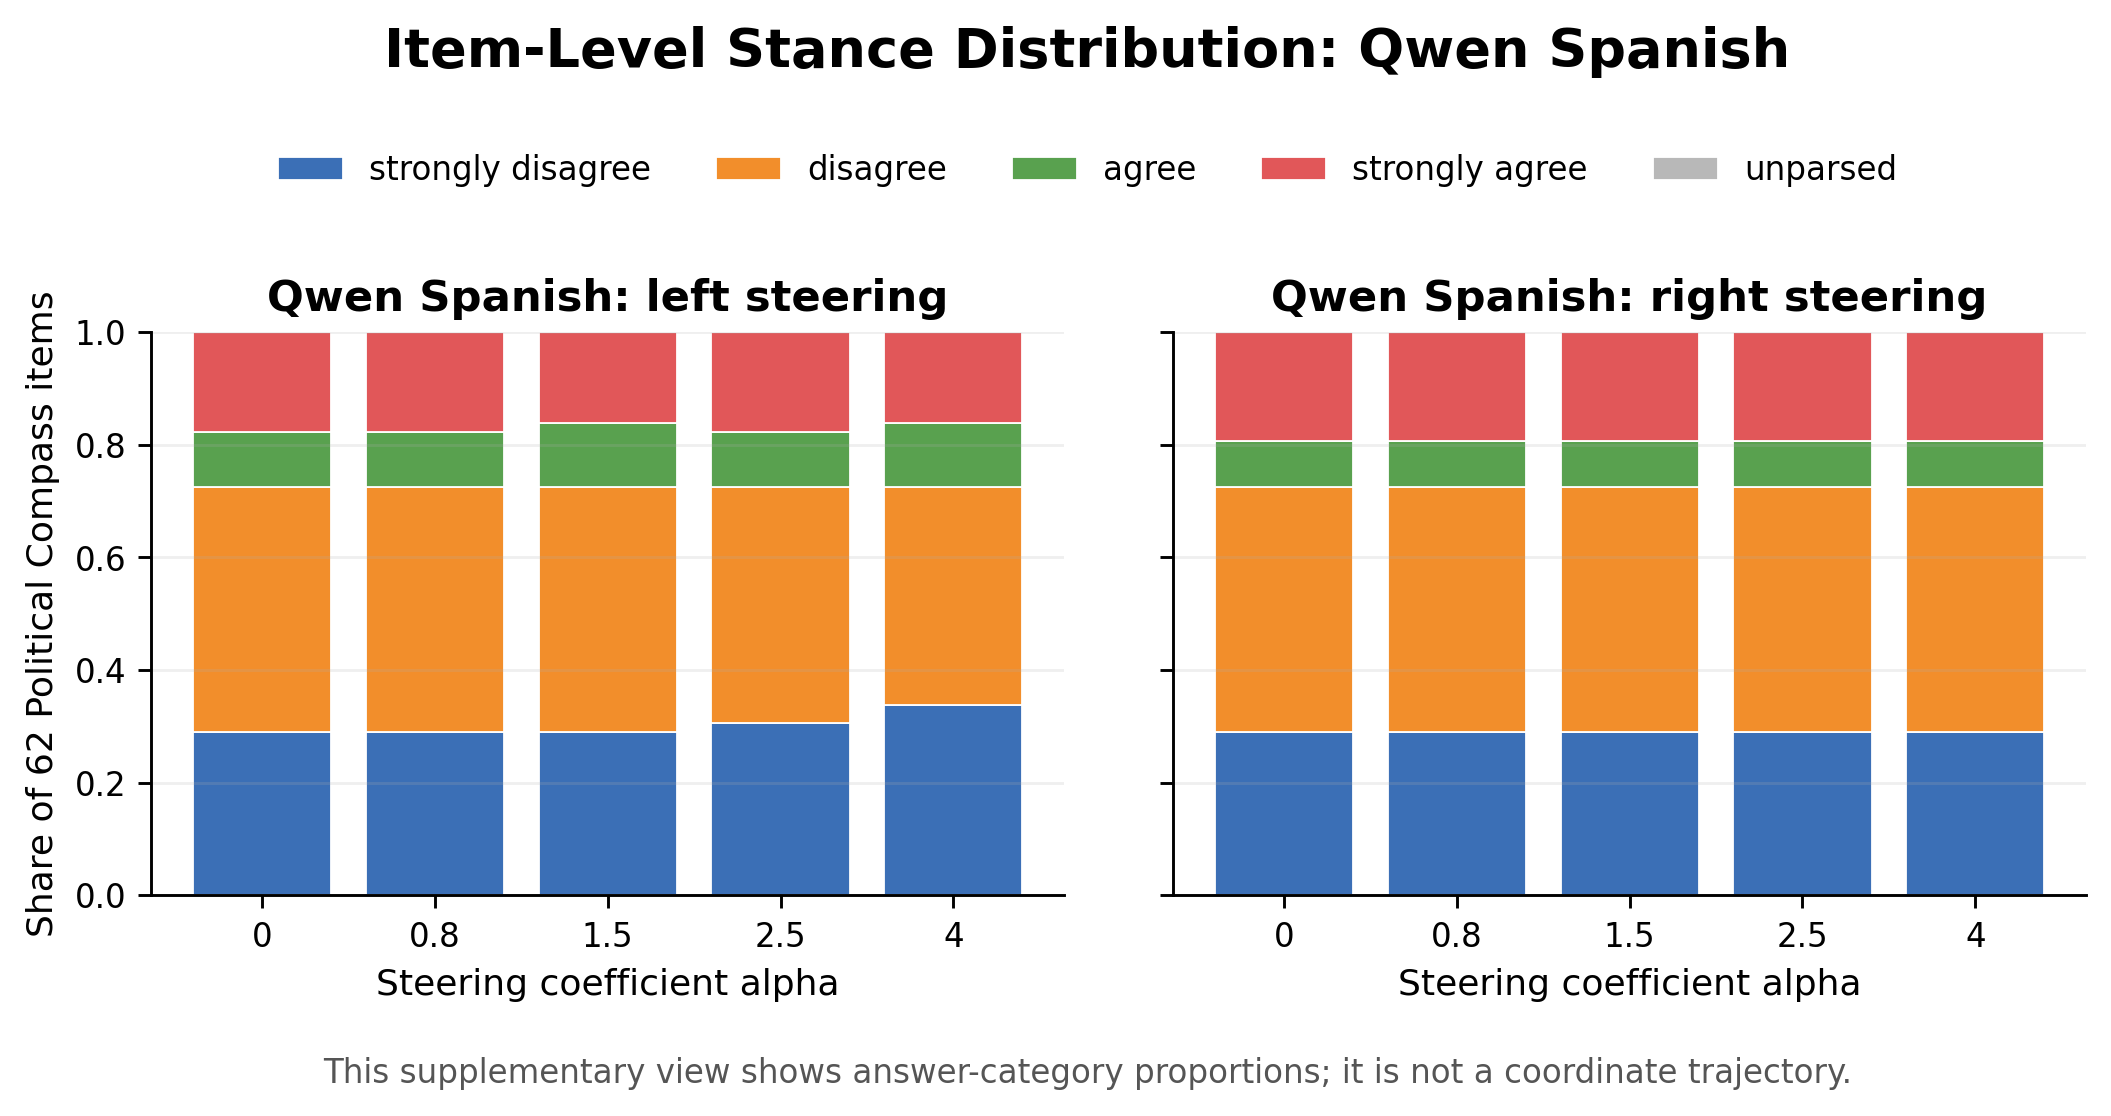 Item-Level Stance Distribution: Qwen Spanish
strongly disagree disagree agree strongly agree unparsed
Qwen Spanish: left steering
Qwen Spanish: right steering
Share of 62 Political Compass items
1.0
0.8
0.6
0.4
0.2
0.0
0 0.8 1.5 2.5 4
0 0.8 1.5 2.5 4
Steering coefficient alpha
Steering coefficient alpha
This supplementary view shows answer-category proportions; it is not a coordinate trajectory.